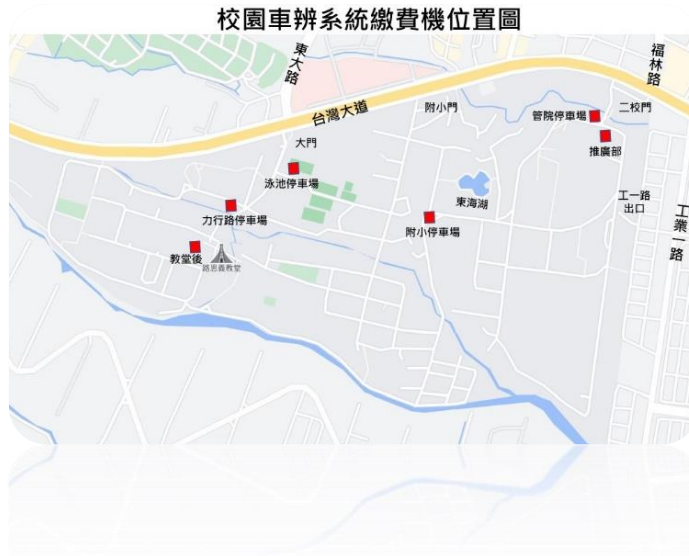 校園車辨系統繳費機位置圖
東大路
福林路
台灣大道
附小門
管院停車場
二校門
大門
推廣部
泳池停車場
東海湖
工一路
出口
力行路停車場
附小停車場
工業一路
教堂後
路思義教堂